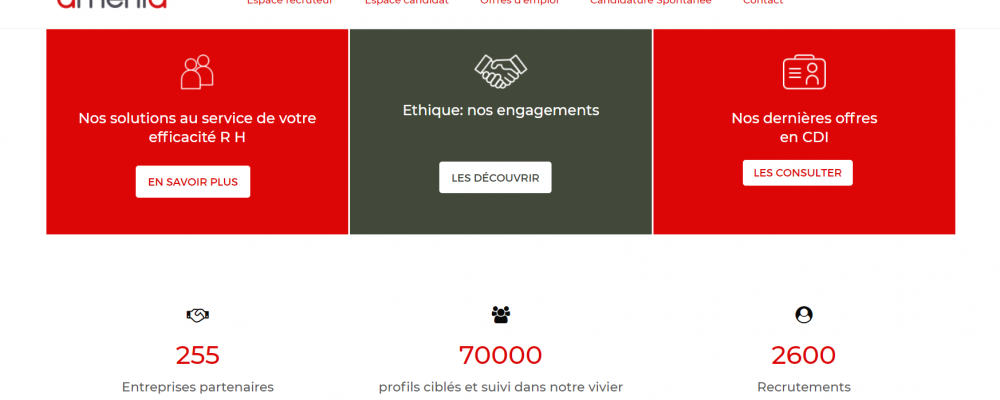 amenia
Espace recruteur
Espace candidat
Offres d'emploi
Candidature Spontanée
Contact
Nos solutions au service de votre
efficacité R H
EN SAVOIR PLUS
Ethique: nos engagements
LES DÉCOUVRIR
Nos dernières offres
en CDI
LES CONSULTER
255
Entreprises partenaires
70000
profils ciblés et suivi dans notre vivier
2600
Recrutements